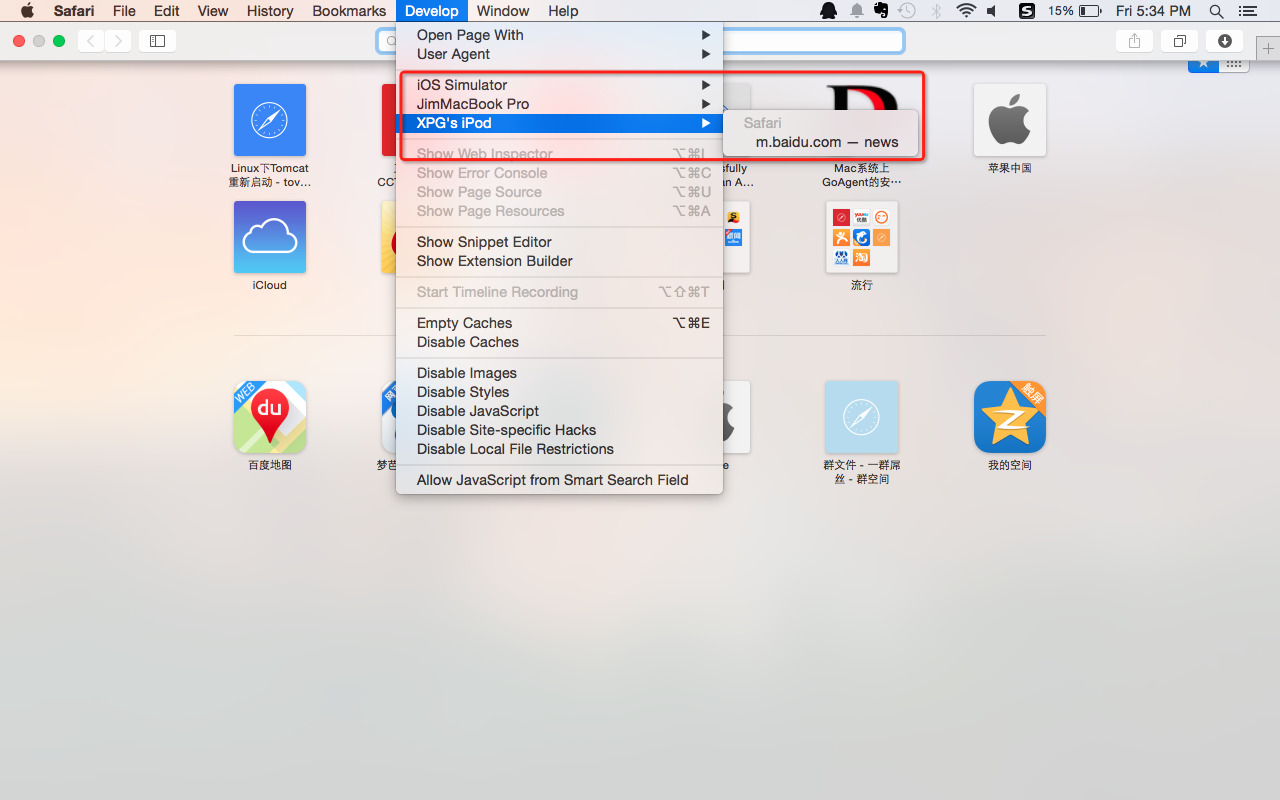 Safari File Edit View History Bookmarks Develop Window Help 15% Fri 5:34 PM
Open Page With
User Agent
iOS Simulator
JimMacBook Pro
XPG's iPod
Safari
m.baidu.com — news
Show Web Inspector ⌥⌘I
Show Error Console ⌥⌘C
Show Page Source ⌥⌘U
Show Page Resources ⌥⌘A
Show Snippet Editor
Show Extension Builder
Start Timeline Recording ⌥⇧⌘T
Empty Caches ⌥⌘E
Disable Caches
Disable Images
Disable Styles
Disable JavaScript
Disable Site-specific Hacks
Disable Local File Restrictions
Allow JavaScript from Smart Search Field
Linux下Tomcat
重新启动 - tov…
CCT
sfully
an A…
Mac系统上
GoAgent的安…
苹果中国
iCloud
流行
WEB
du
百度地图
梦芭
e
群文件 - 一群屌
丝 - 群空间
触屏
我的空间